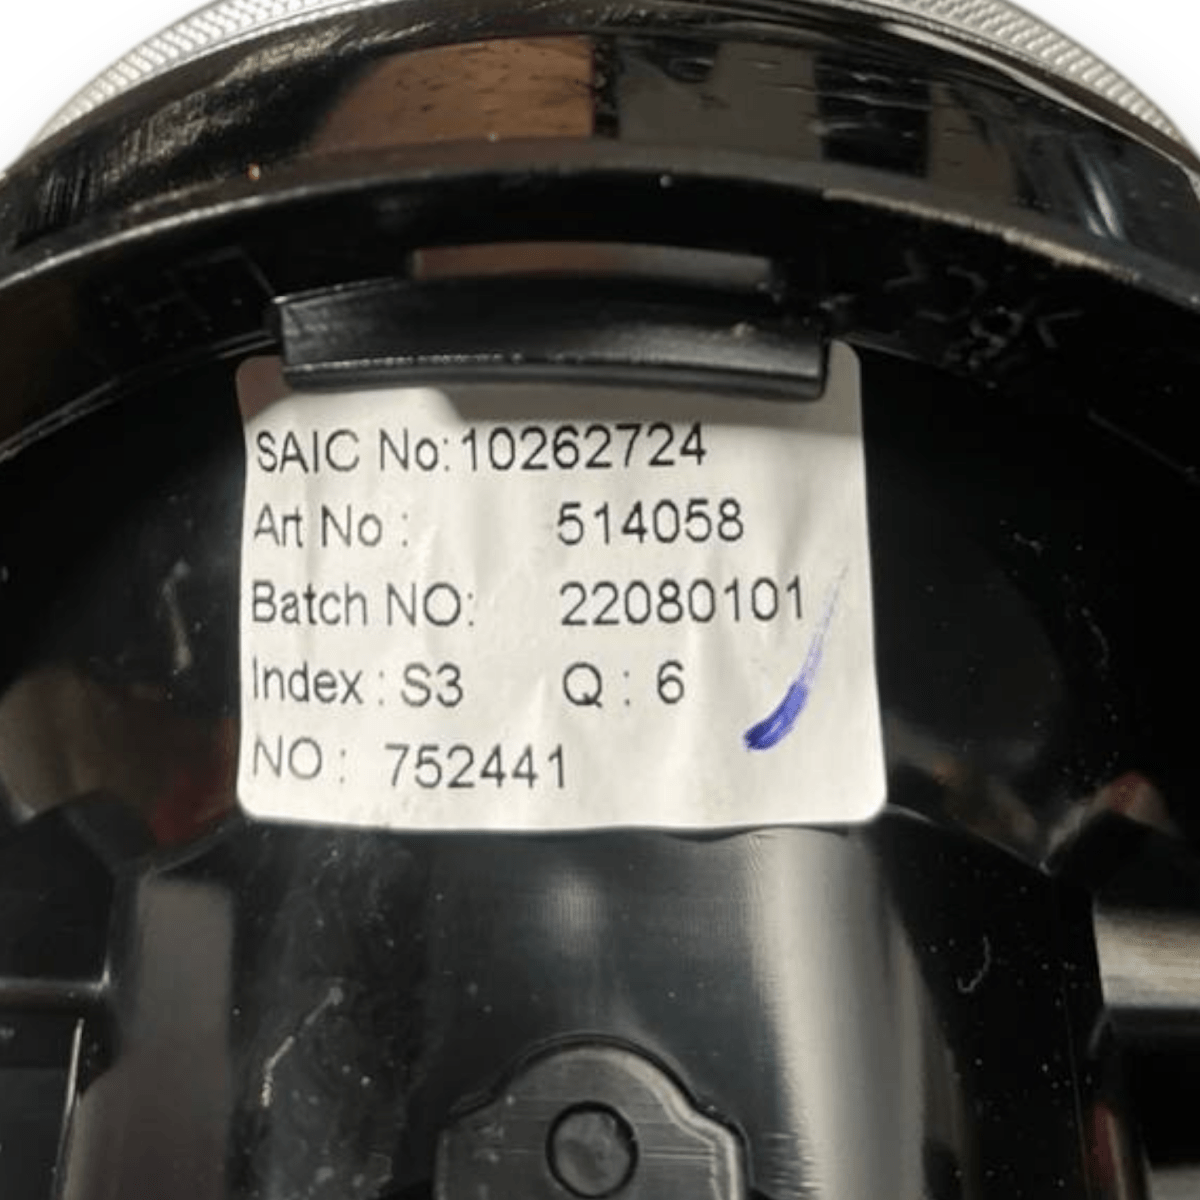 SAIC No:10262724
Art No : 514058
Batch NO: 22080101
Index : S3 Q : 6
NO : 752441